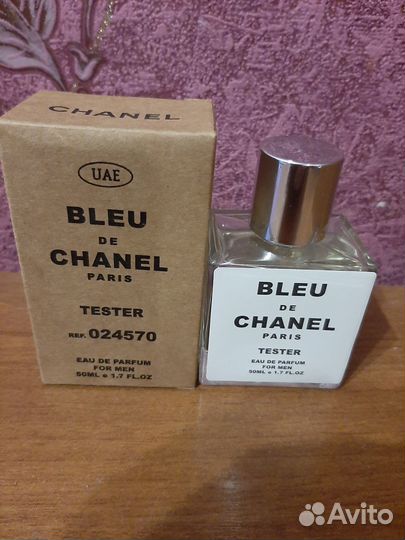 CHANEL
UAE
BLEU
DE
CHANEL
PARIS
TESTER
REF. 024570
EAU DE PARFUM
FOR MEN
50ML e 1.7 FL.OZ
BLEU
DE
CHANEL
PARIS
TESTER
EAU DE PARFUM
FOR MEN
50ML e 1.7 FL.OZ
Avito